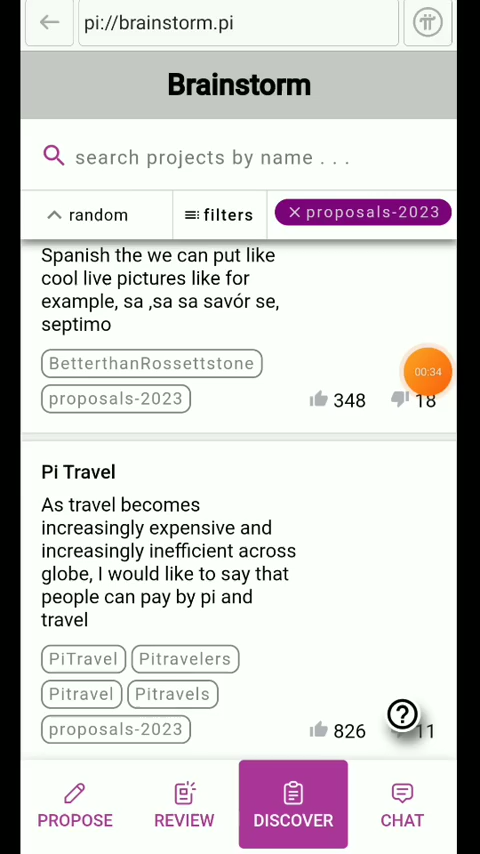 pi://brainstorm.pi
Brainstorm
search projects by name . . .
random
filters
proposals-2023
Spanish the we can put like
cool live pictures like for
example, sa ,sa sa savór se,
septimo
BetterthanRossettstone
proposals-2023
00:34
348
18
Pi Travel
As travel becomes
increasingly expensive and
increasingly inefficient across
globe, I would like to say that
people can pay by pi and
travel
PiTravel Pitravelers
Pitravel Pitravels
proposals-2023
826
11
PROPOSE
REVIEW
DISCOVER
CHAT